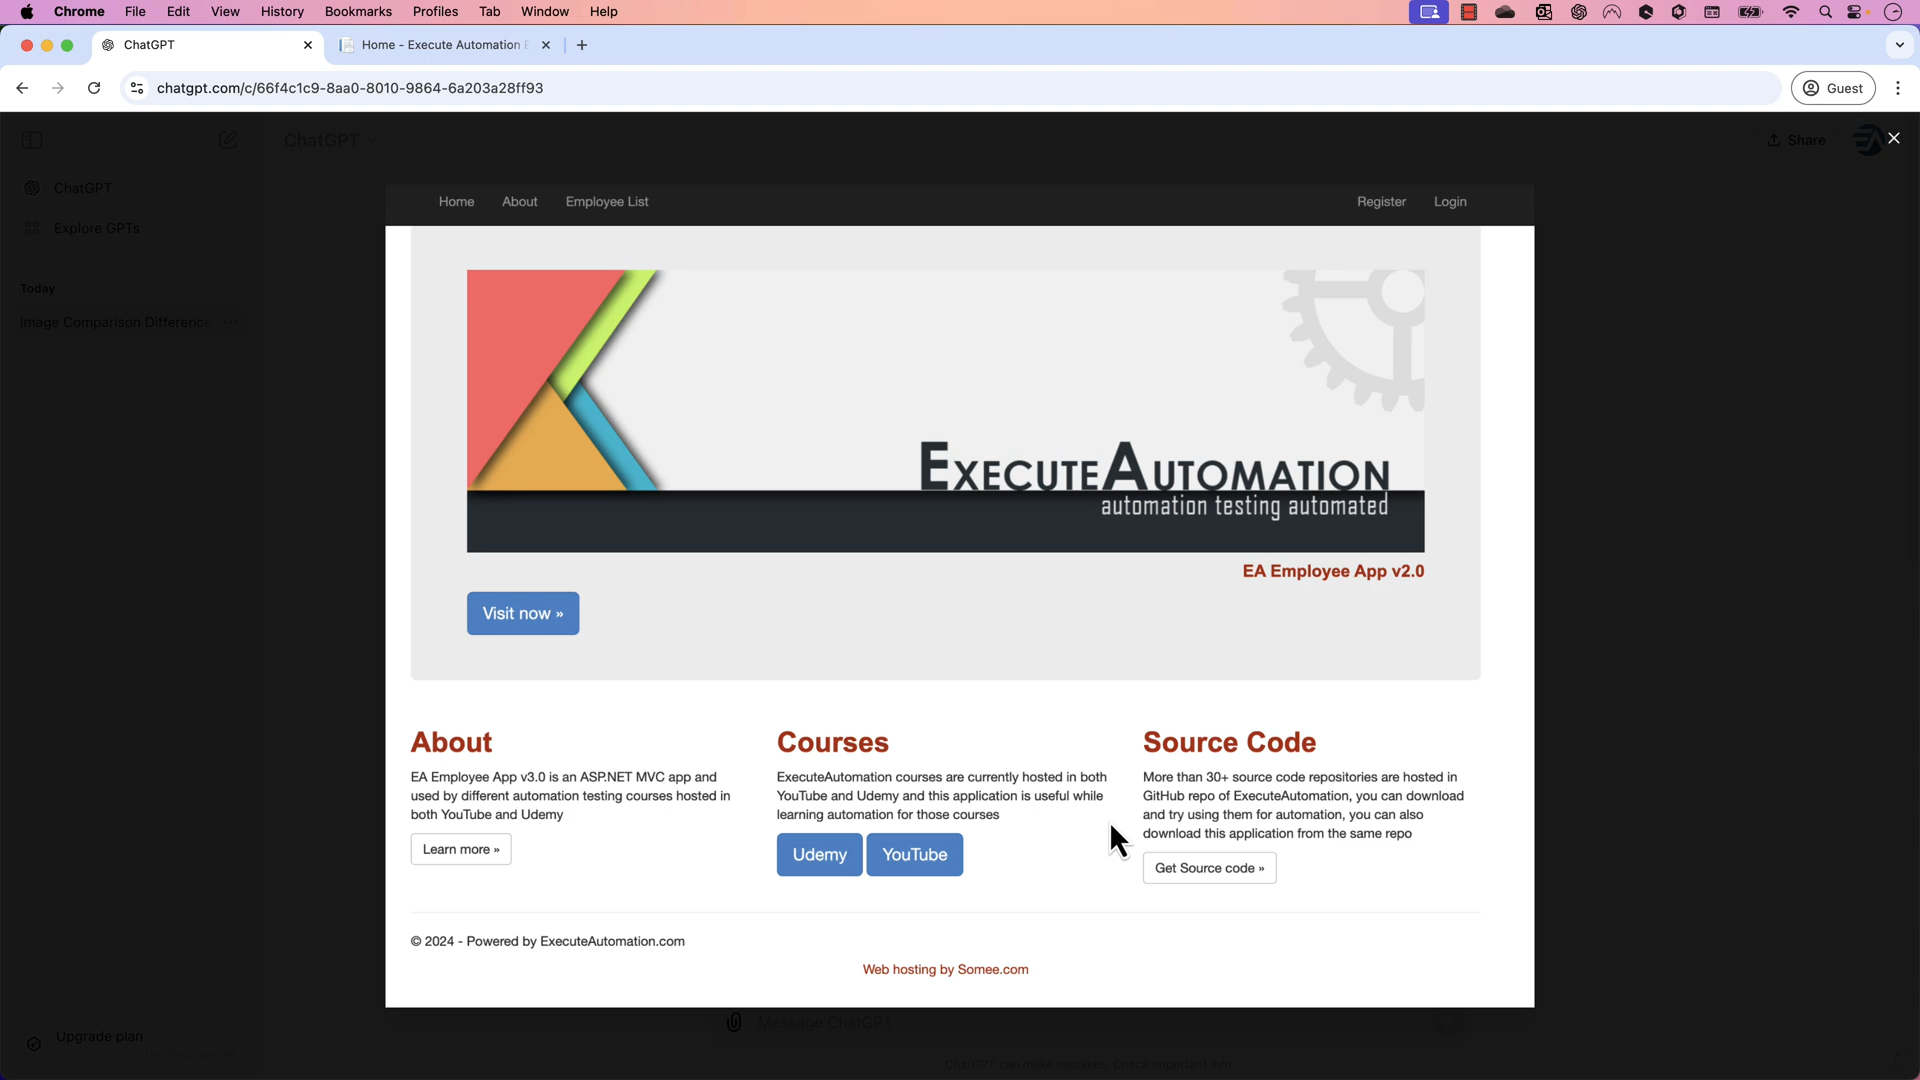 Chrome File Edit View History Bookmarks Profiles Tab Window Help
ChatGPT
Home - Execute Automation
chatgpt.com/c/66f4c1c9-8aa0-8010-9864-6a203a28ff93
Guest
ChatGPT
Share
ChatGPT
Explore GPTs
Today
Image Comparison Difference
Home About Employee List Register Login
EXECUTEAUTOMATION
automation testing automated
EA Employee App v2.0
Visit now »
About
EA Employee App v3.0 is an ASP.NET MVC app and
used by different automation testing courses hosted in
both YouTube and Udemy
Learn more »
Courses
ExecuteAutomation courses are currently hosted in both
YouTube and Udemy and this application is useful while
learning automation for those courses
Udemy YouTube
Source Code
More than 30+ source code repositories are hosted in
GitHub repo of ExecuteAutomation, you can download
and try using them for automation, you can also
download this application from the same repo
Get Source code »
© 2024 - Powered by ExecuteAutomation.com
Web hosting by Somee.com
Upgrade plan
Message ChatGPT
ChatGPT can make mistakes. Check important info.